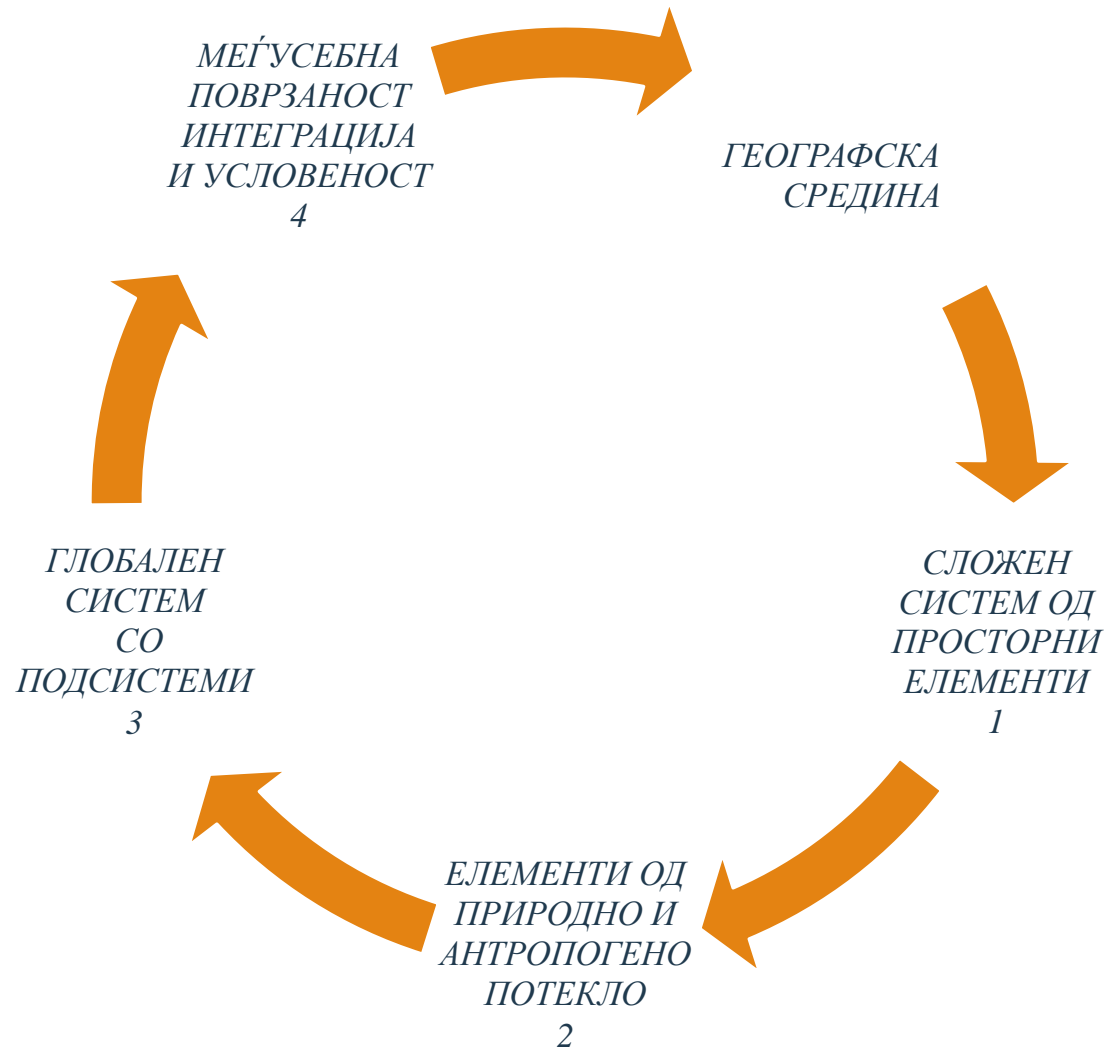 МЕЃУСЕБНА
ПОВРЗАНОСТ
ИНТЕГРАЦИЈА
И УСЛОВЕНОСТ
4
ГЕОГРАФСКА
СРЕДИНА
СЛОЖЕН
СИСТЕМ ОД
ПРОСТОРНИ
ЕЛЕМЕНТИ
1
ЕЛЕМЕНТИ ОД
ПРИРОДНО И
АНТРОПОГЕНО
ПОТЕКЛО
2
ГЛОБАЛЕН
СИСТЕМ
СО
ПОДСИСТЕМИ
3